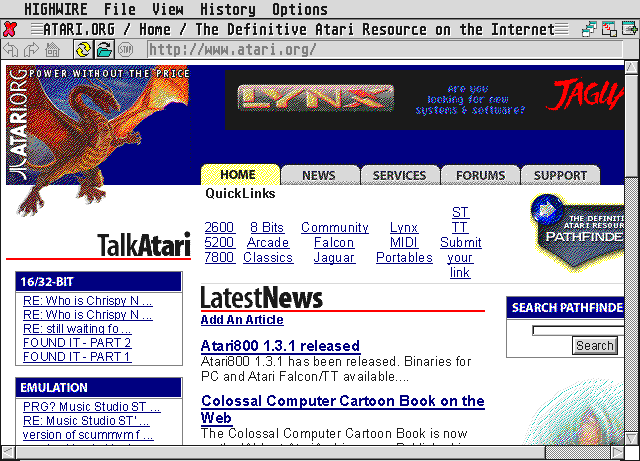 HIGHWIRE File View History Options
ATARI.ORG / Home / The Definitive Atari Resource on the Internet
http://www.atari.org/
POWER WITHOUT THE PRICE
ATARI.ORG
LYNX
are you
looking for new
systems & software?
HOME NEWS SERVICES FORUMS SUPPORT
QuickLinks
2600 8 Bits Community Lynx ST
5200 Arcade Falcon MIDI TT
7800 Classics Jaguar Portables Submit
your
link
THE DEFINITI
ATARI RESOUR
PATHFINDE
TalkAtari
16/32-BIT
RE: Who is Chrispy N ...
RE: Who is Chrispy N ...
RE: still waiting fo ...
FOUND IT - PART 2
FOUND IT - PART 1
EMULATION
PRG? Music Studio ST ...
RE: Music Studio ST' ...
version of scummvm f ...
LatestNews
Add An Article
Atari800 1.3.1 released
Atari800 1.3.1 has been released. Binaries for
PC and Atari Falcon/TT available....
Colossal Computer Cartoon Book on the
Web
The Colossal Computer Cartoon Book is now
SEARCH PATHFINDE
Search